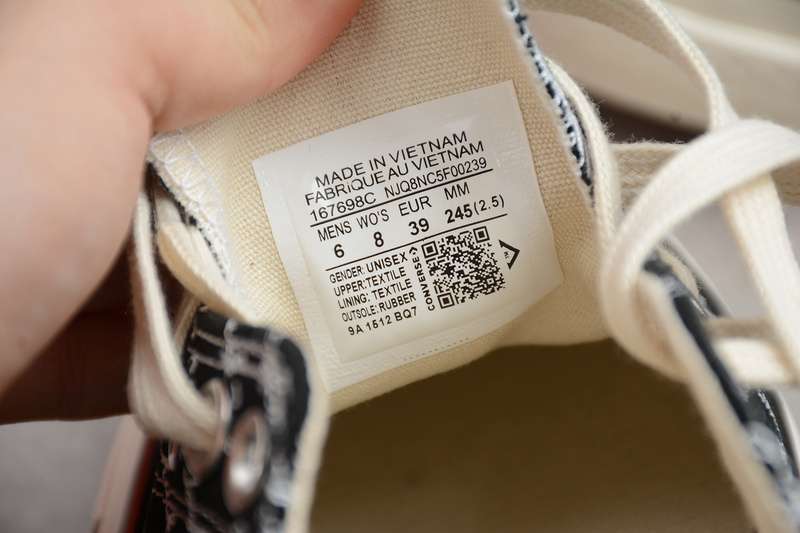 MADE IN VIETNAM
FABRIQUE AU VIETNAM
167698C NJQ8NC5F00239
MENS WO'S EUR MM
6 8 39 245(2.5)
GENDER: UNISEX
UPPER:TEXTILE
LINING: TEXTILE
OUTSOLE:RUBBER
9A 1512 BQ7
CONVERSE